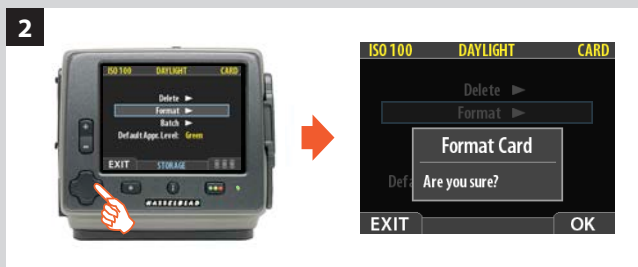 2
ISO 100 DAYLIGHT CARD
Delete ►
Format ►
Batch ►
Default Appr. Level: Green
EXIT STORAGE
HASSELBLAD
ISO 100 DAYLIGHT CARD
Delete ►
Format ►
Format Card
Defa Are you sure?
EXIT OK